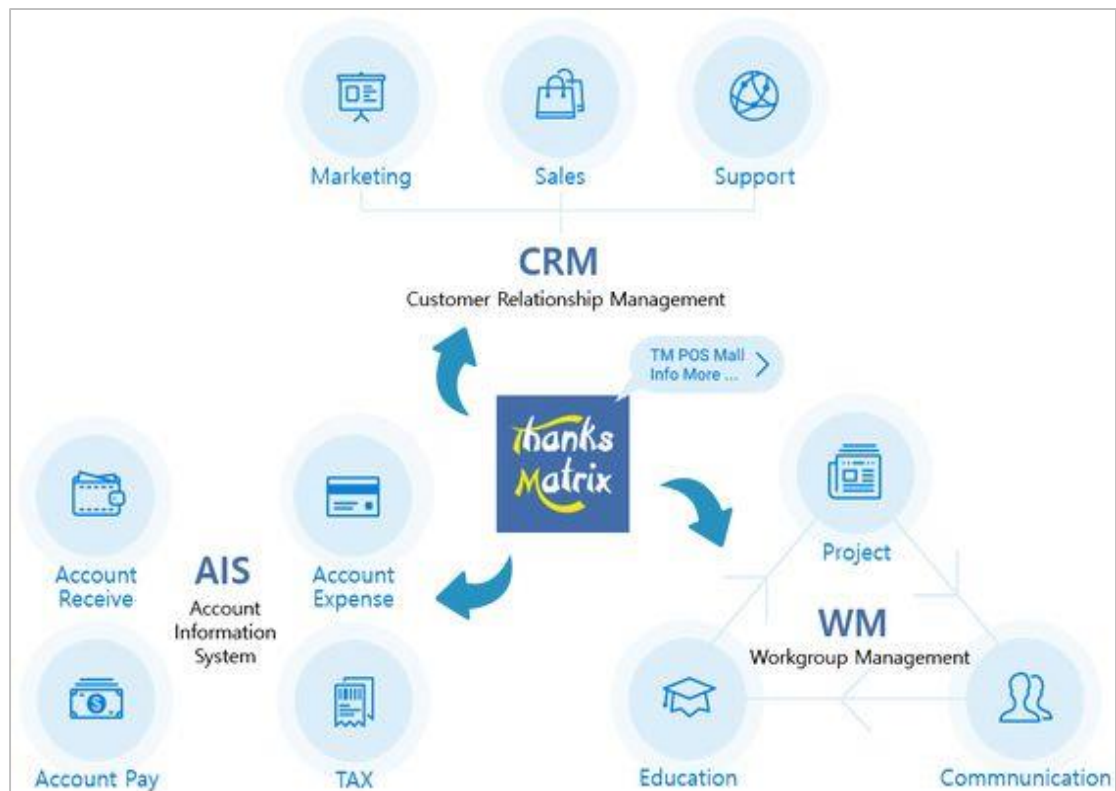 Marketing
Sales
Support
CRM
Customer Relationship Management
TM POS Mall
Info More ...
Thanks
Matrix
Account
Receive
AIS
Account
Information
System
Account
Expense
Account Pay
TAX
Project
WM
Workgroup Management
Education
Commnunication